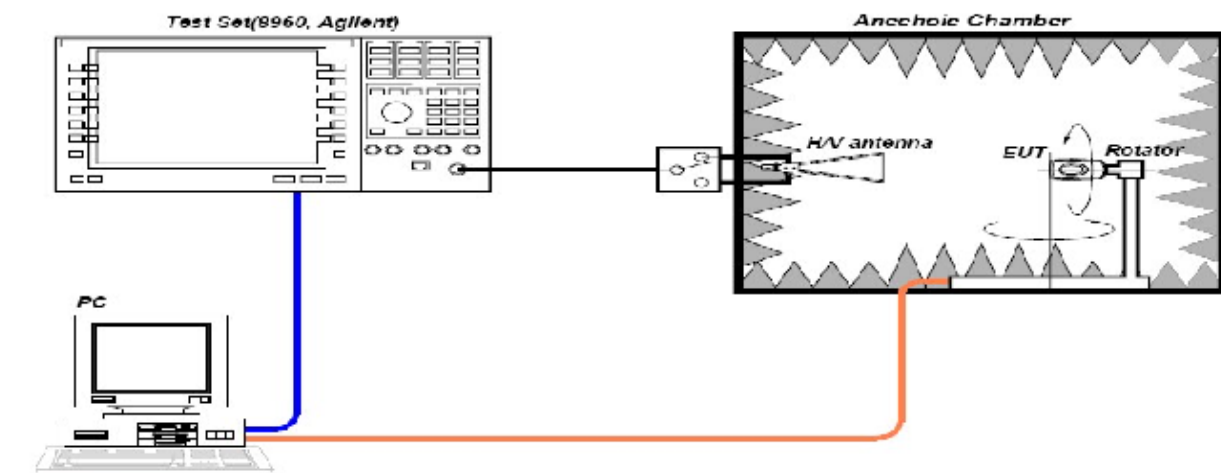 Test Set(8960, Agilent)
Anechoic Chamber
H/V antenna
EUT
Rotator
PC